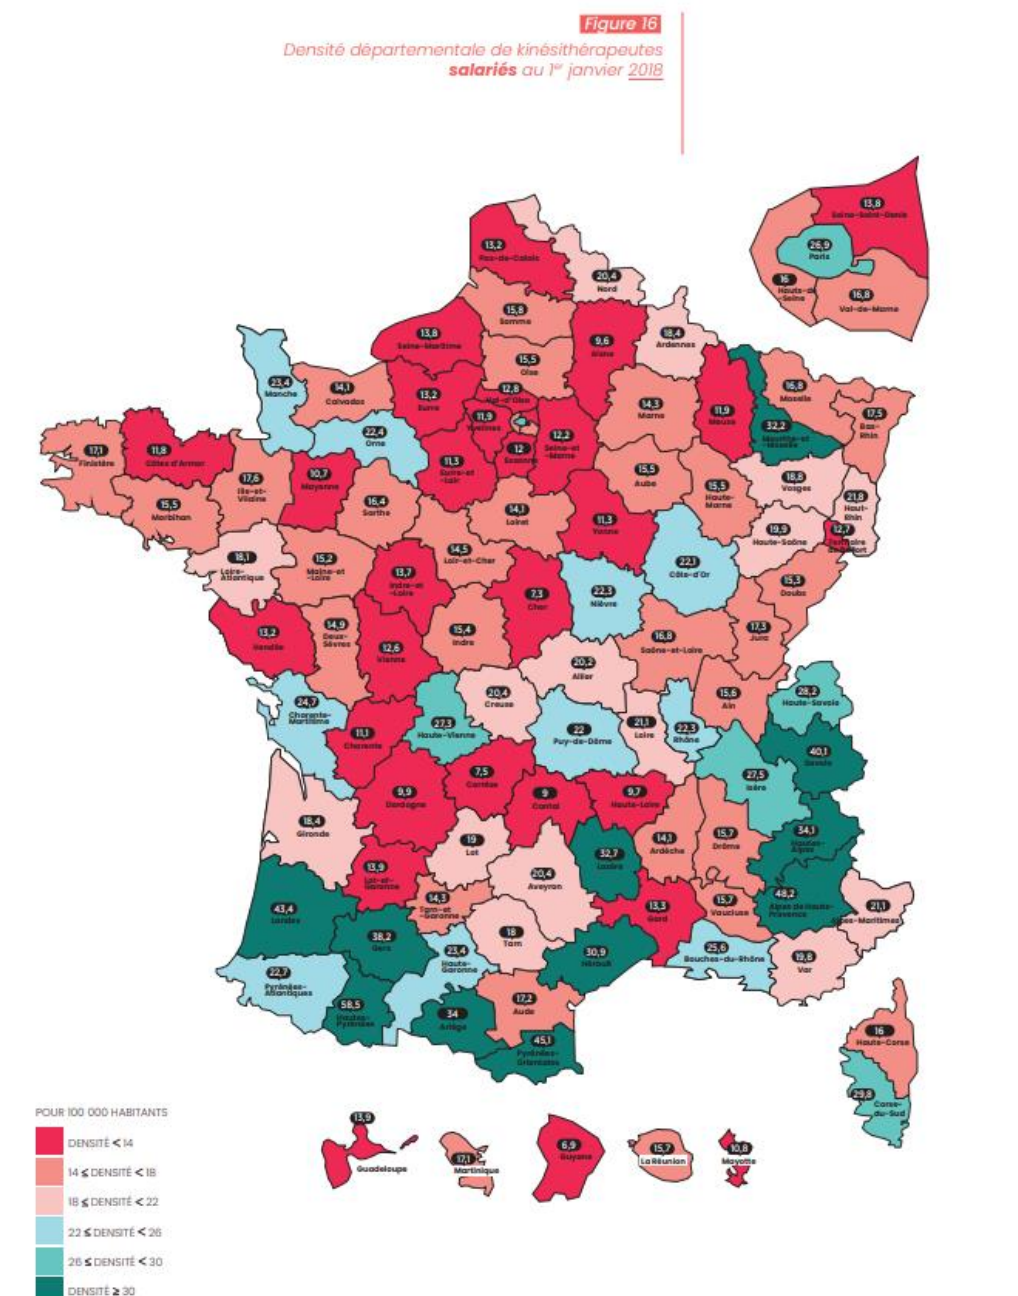 Figure 16
Densité départementale de kinésithérapeutes
salariés au 1er janvier 2018
13,8
Seine-Saint-Denis
26,9
Paris
16
Hauts-de
-Seine
16,8
Val-de-Marne
13,2
Pas-de-Calais
20,4
Nord
15,8
Somme
13,8
Seine-Maritime
9,6
Aisne
18,4
Ardennes
15,5
Oise
23,4
Manche
14,1
Calvados
13,2
Eure
12,8
Val-d'Oise
11,9
Yvelines
12
Essonne
12,2
Seine-et
-Marne
14,3
Marne
11,9
Meuse
32,2
Meurthe-et
-Moselle
16,8
Moselle
17,5
Bas-
Rhin
17,1
Finistère
11,8
Côtes d'Armor
22,4
Orne
17,6
Ille-et-
Vilaine
10,7
Mayenne
11,3
Eure-et
-Loir
15,5
Morbihan
16,4
Sarthe
14,1
Loiret
15,5
Aube
15,5
Haute-
Marne
18,8
Vosges
21,8
Haut-
Rhin
11,3
Yonne
19,9
Haute-Saône
12,7
Territoire
de Belfort
18,1
Loire-
Atlantique
15,2
Maine-et
-Loire
14,5
Loir-et-Cher
13,7
Indre-et
-Loire
7,3
Cher
22,3
Nièvre
22,1
Côte-d'Or
15,3
Doubs
13,2
Vendée
14,9
Deux-
Sèvres
12,6
Vienne
15,4
Indre
16,8
Saône-et-Loire
17,3
Jura
20,2
Allier
24,7
Charente-
Maritime
27,3
Haute-Vienne
20,4
Creuse
15,6
Ain
28,2
Haute-Savoie
11,1
Charente
22
Puy-de-Dôme
21,1
Loire
22,3
Rhône
40,1
Savoie
27,5
Isère
9,9
Dordogne
7,5
Corrèze
9
Cantal
9,7
Haute-Loire
18,4
Gironde
19
Lot
14,1
Ardèche
15,7
Drôme
34,1
Hautes-
Alpes
13,9
Lot-et-
Garonne
20,4
Aveyron
32,7
Lozère
14,3
Tarn-et
-Garonne
13,3
Gard
15,7
Vaucluse
48,2
Alpes de Haute-
Provence
21,1
Alpes-Maritimes
43,4
Landes
38,2
Gers
18
Tarn
23,4
Haute-
Garonne
30,9
Hérault
25,6
Bouches-du-Rhône
19,8
Var
22,7
Pyrénées-
Atlantiques
58,5
Hautes-
Pyrénées
34
Ariège
17,2
Aude
45,1
Pyrénées-
Orientales
16
Haute-Corse
29,8
Corse-
du-Sud
POUR 100 000 HABITANTS
DENSITÉ < 14
14 ≤ DENSITÉ < 18
18 ≤ DENSITÉ < 22
22 ≤ DENSITÉ < 26
26 ≤ DENSITÉ < 30
DENSITÉ ≥ 30
13,9
Guadeloupe
17,1
Martinique
6,9
Guyane
15,7
La Réunion
10,8
Mayotte